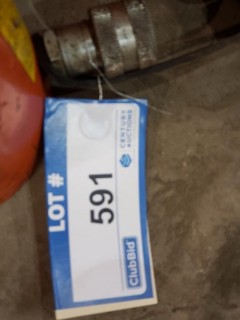 LOT #
591
CENTURY
AUCTIONS
ClubBid